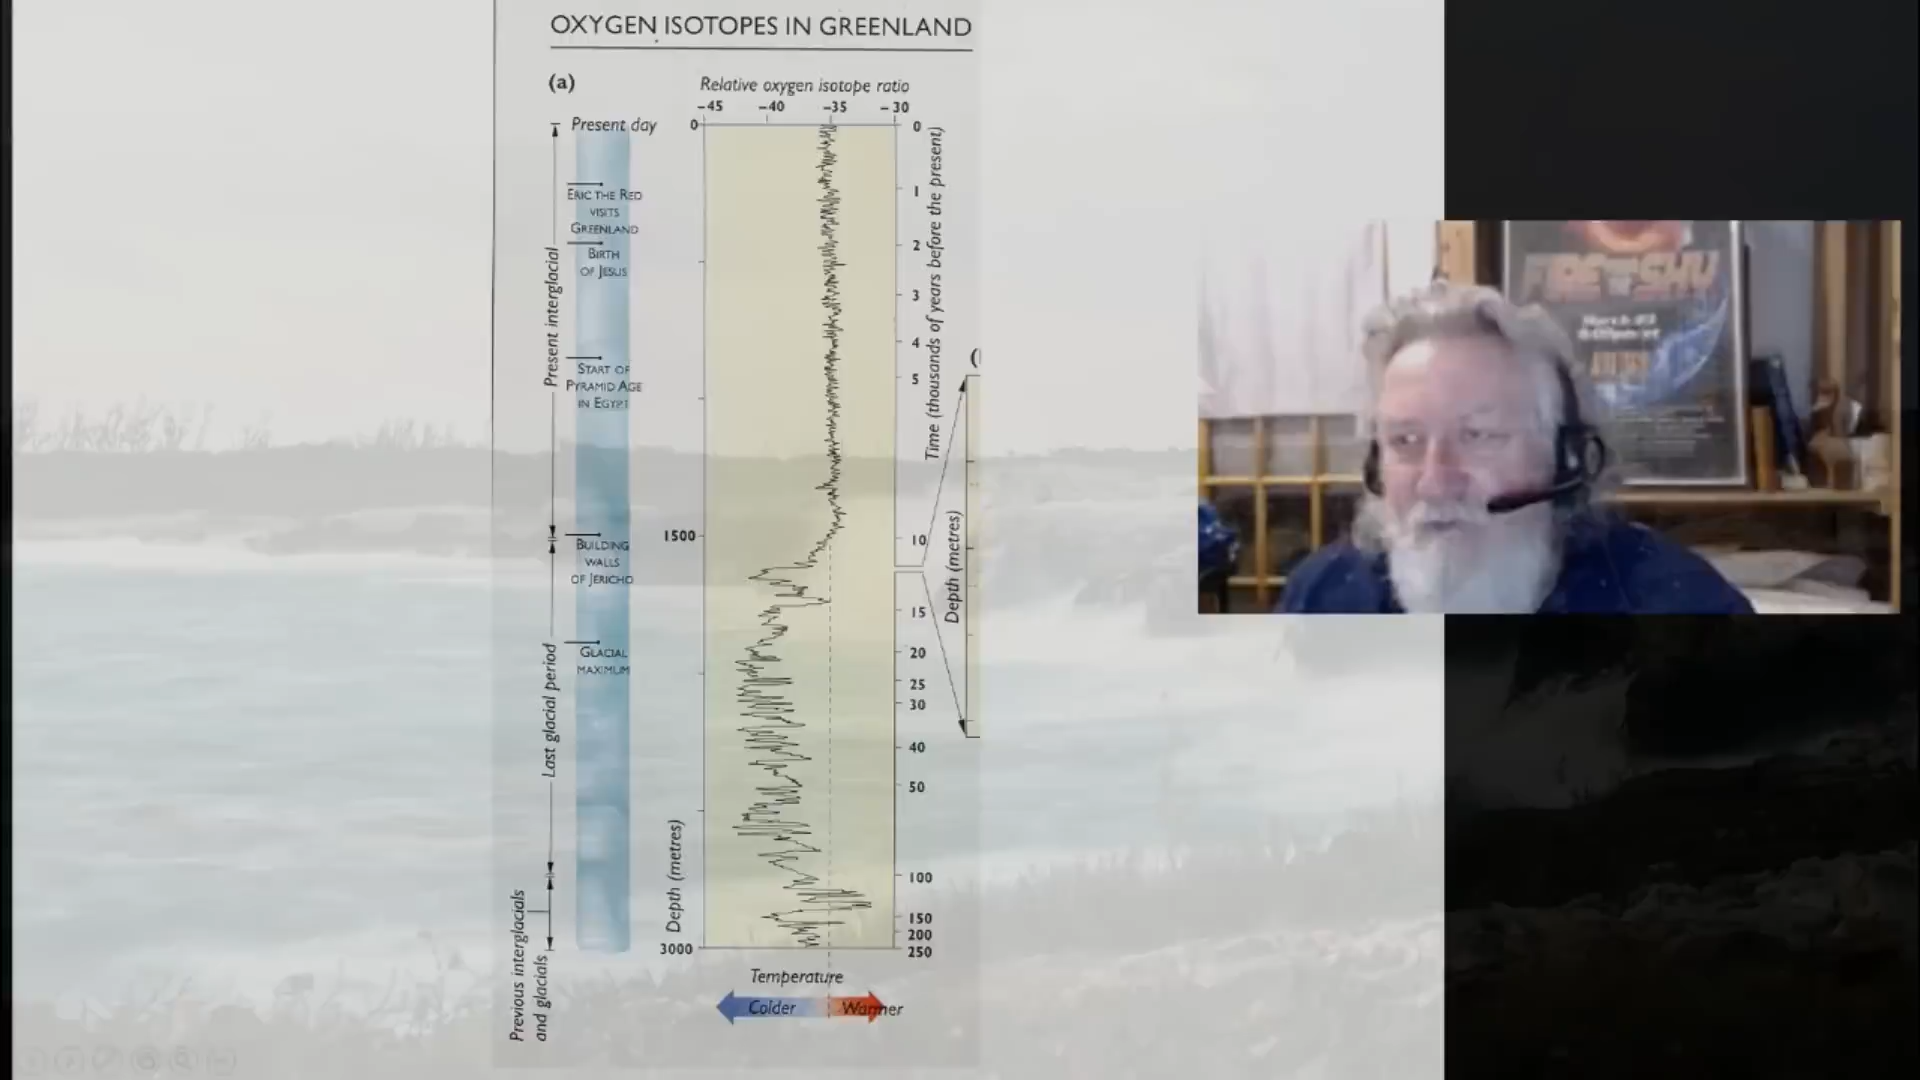 OXYGEN ISOTOPES IN GREENLAND
(a)
Relative oxygen isotope ratio
-45 -40 -35 -30
Present day
0
0
ERIC THE RED
VISITS
GREENLAND
BIRTH
OF JESUS
START OF
PYRAMID AGE
IN EGYPT
BUILDING
WALLS
OF JERICHO
GLACIAL
MAXIMUM
Present interglacial
Last glacial period
Previous interglacials
and glacials
1500
3000
Depth (metres)
1
2
3
4
5
10
15
20
25
30
40
50
100
150
200
250
Time (thousands of years before the present)
Depth (metres)
Temperature
Colder
Warmer